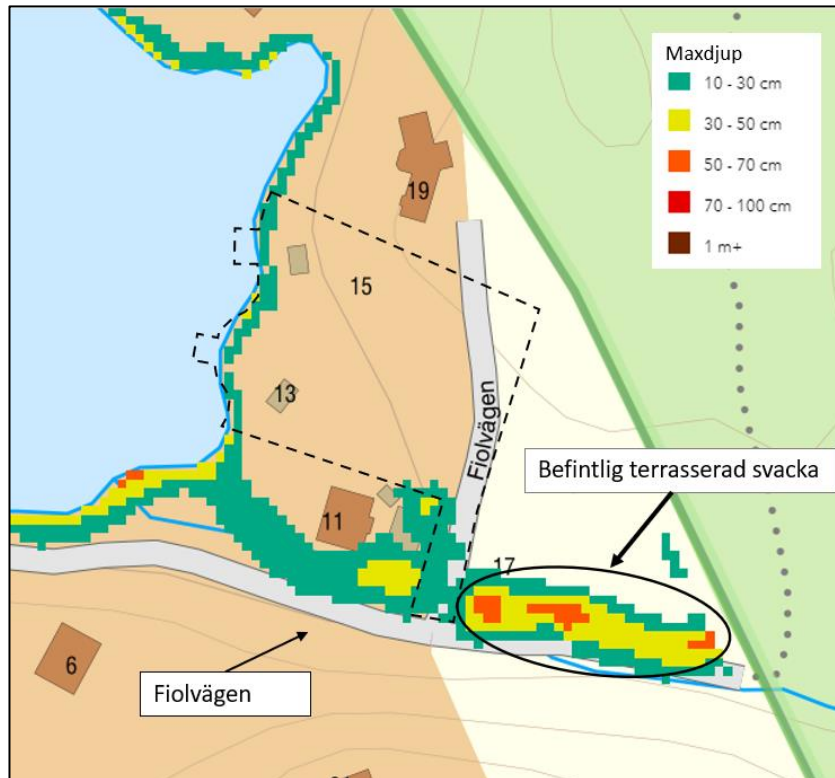 Maxdjup
10 - 30 cm
30 - 50 cm
50 - 70 cm
70 - 100 cm
1 m+
19
15
13
Fiolvägen
Befintlig terrasserad svacka
11
17
6
Fiolvägen